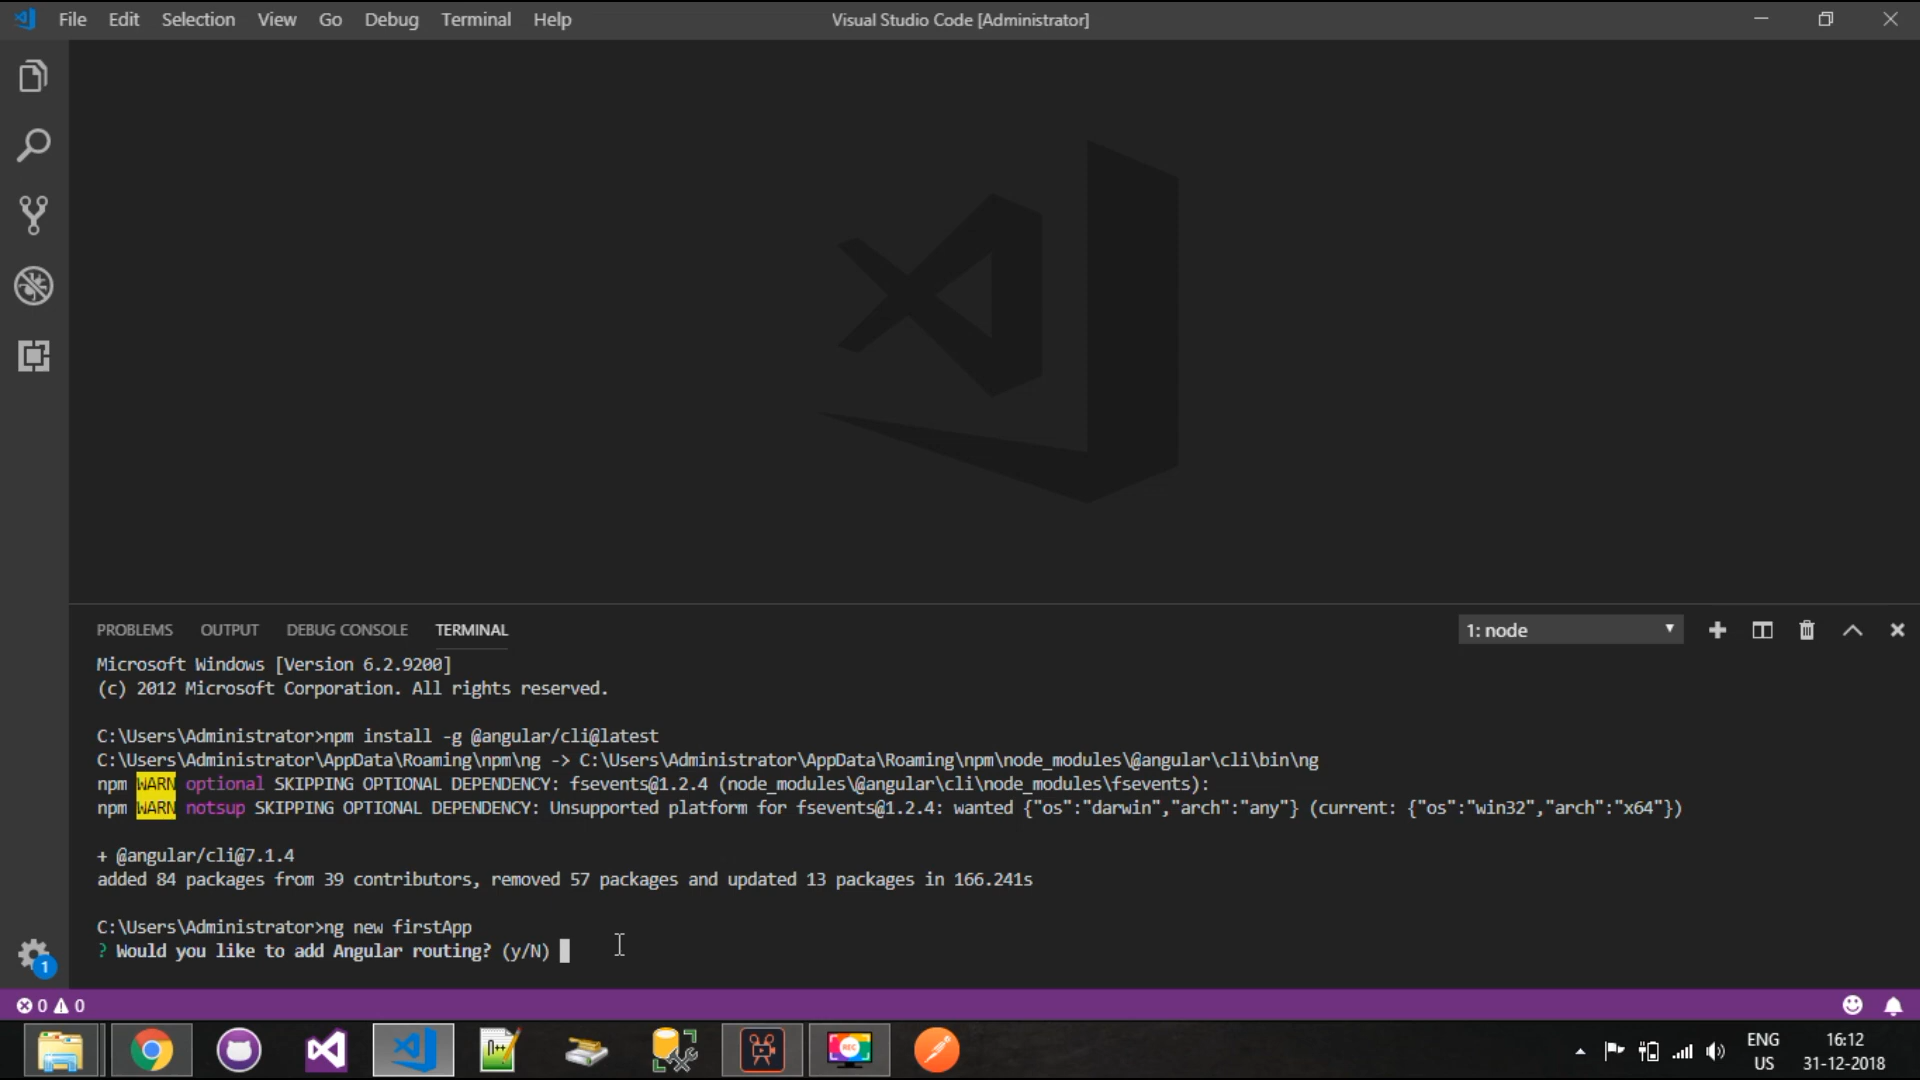 File Edit Selection View Go Debug Terminal Help
Visual Studio Code [Administrator]
PROBLEMS OUTPUT DEBUG CONSOLE TERMINAL
1: node
Microsoft Windows [Version 6.2.9200]
(c) 2012 Microsoft Corporation. All rights reserved.
C:\Users\Administrator>npm install -g @angular/cli@latest
C:\Users\Administrator\AppData\Roaming\npm\ng -> C:\Users\Administrator\AppData\Roaming\npm\node_modules\@angular\cli\bin\ng
npm WARN optional SKIPPING OPTIONAL DEPENDENCY: fsevents@1.2.4 (node_modules\@angular\cli\node_modules\fsevents):
npm WARN notsup SKIPPING OPTIONAL DEPENDENCY: Unsupported platform for fsevents@1.2.4: wanted {"os":"darwin","arch":"any"} (current: {"os":"win32","arch":"x64"})
+ @angular/cli@7.1.4
added 84 packages from 39 contributors, removed 57 packages and updated 13 packages in 166.241s
C:\Users\Administrator>ng new firstApp
? Would you like to add Angular routing? (y/N)
1
0 0
REC
ENG
US
16:12
31-12-2018